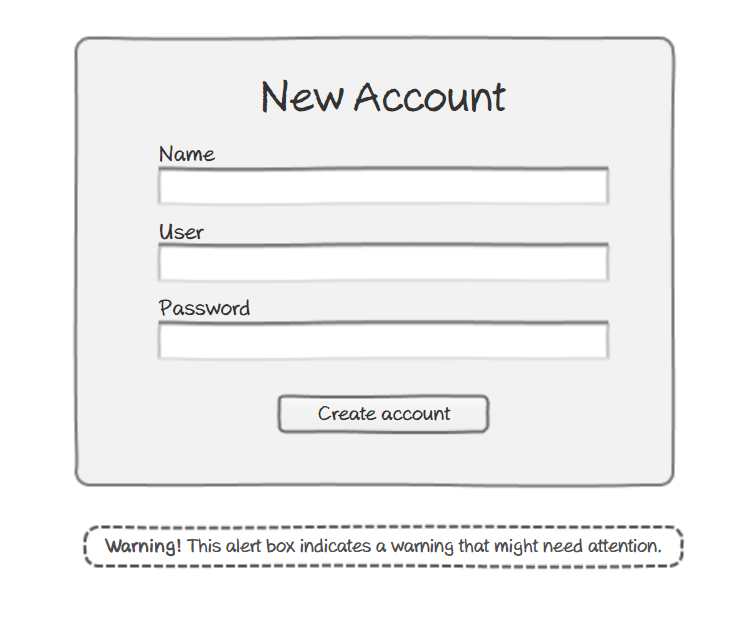 New Account
Name
User
Password
Create account
Warning! This alert box indicates a warning that might need attention.